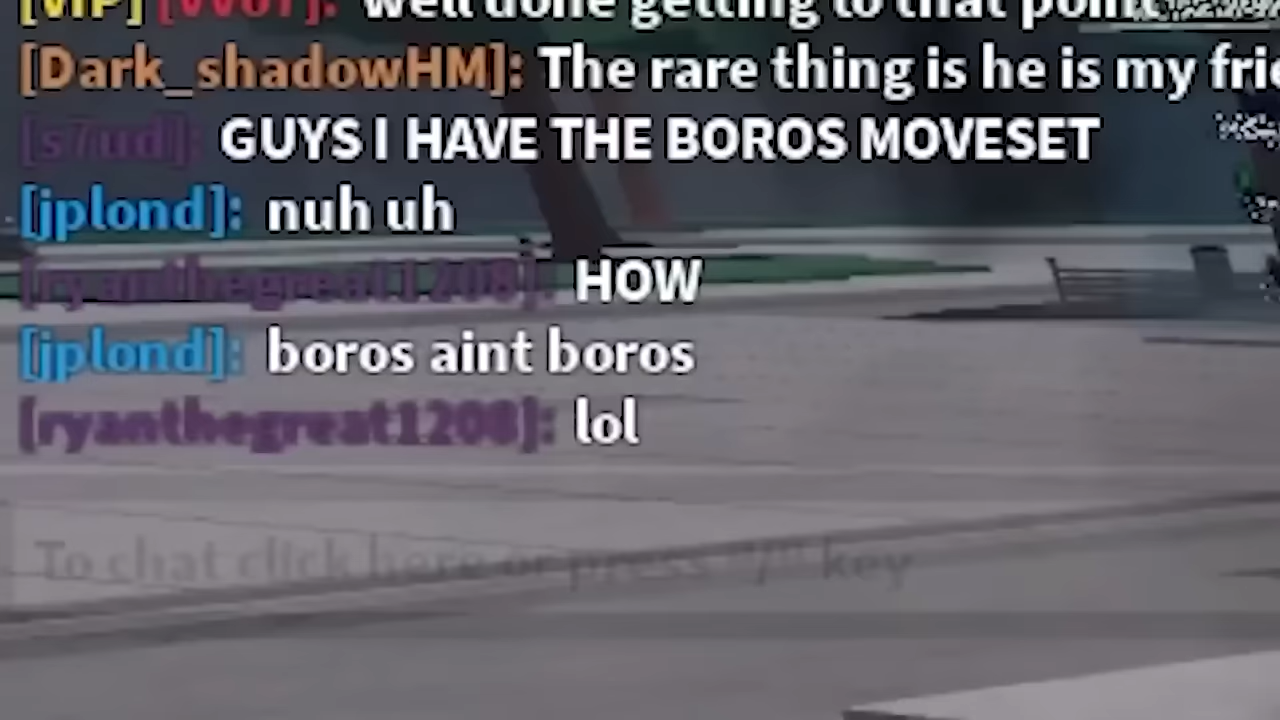 [VIP] well done getting to that point
[Dark_shadowHM]: The rare thing is he is my frie
[s7ud]: GUYS I HAVE THE BOROS MOVESET
[jplond]: nuh uh
[ryanthegreat1208]: HOW
[jplond]: boros aint boros
[ryanthegreat1208]: lol
To chat click here or press "/" key